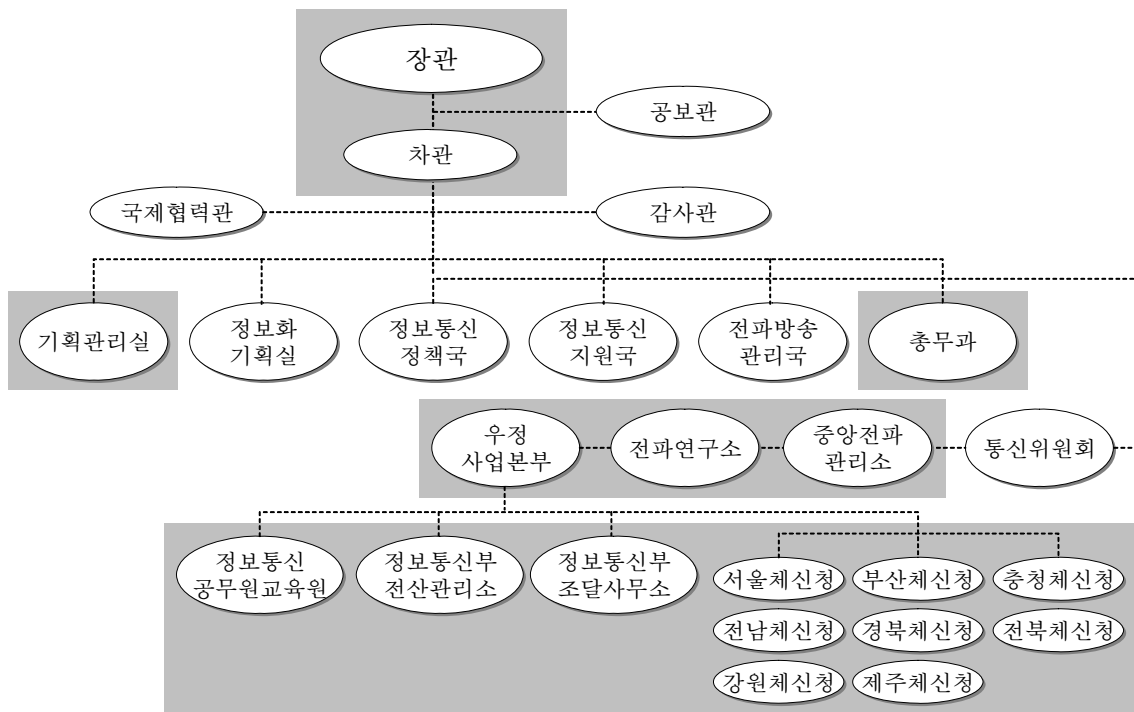 장관
공보관
차관
국제협력관
감사관
기획관리실
정보화
기획실
정보통신
정책국
정보통신
지원국
전파방송
관리국
총무과
우정
사업본부
전파연구소
중앙전파
관리소
통신위원회
정보통신
공무원교육원
정보통신부
전산관리소
정보통신부
조달사무소
서울체신청
부산체신청
충청체신청
전남체신청
경북체신청
전북체신청
강원체신청
제주체신청